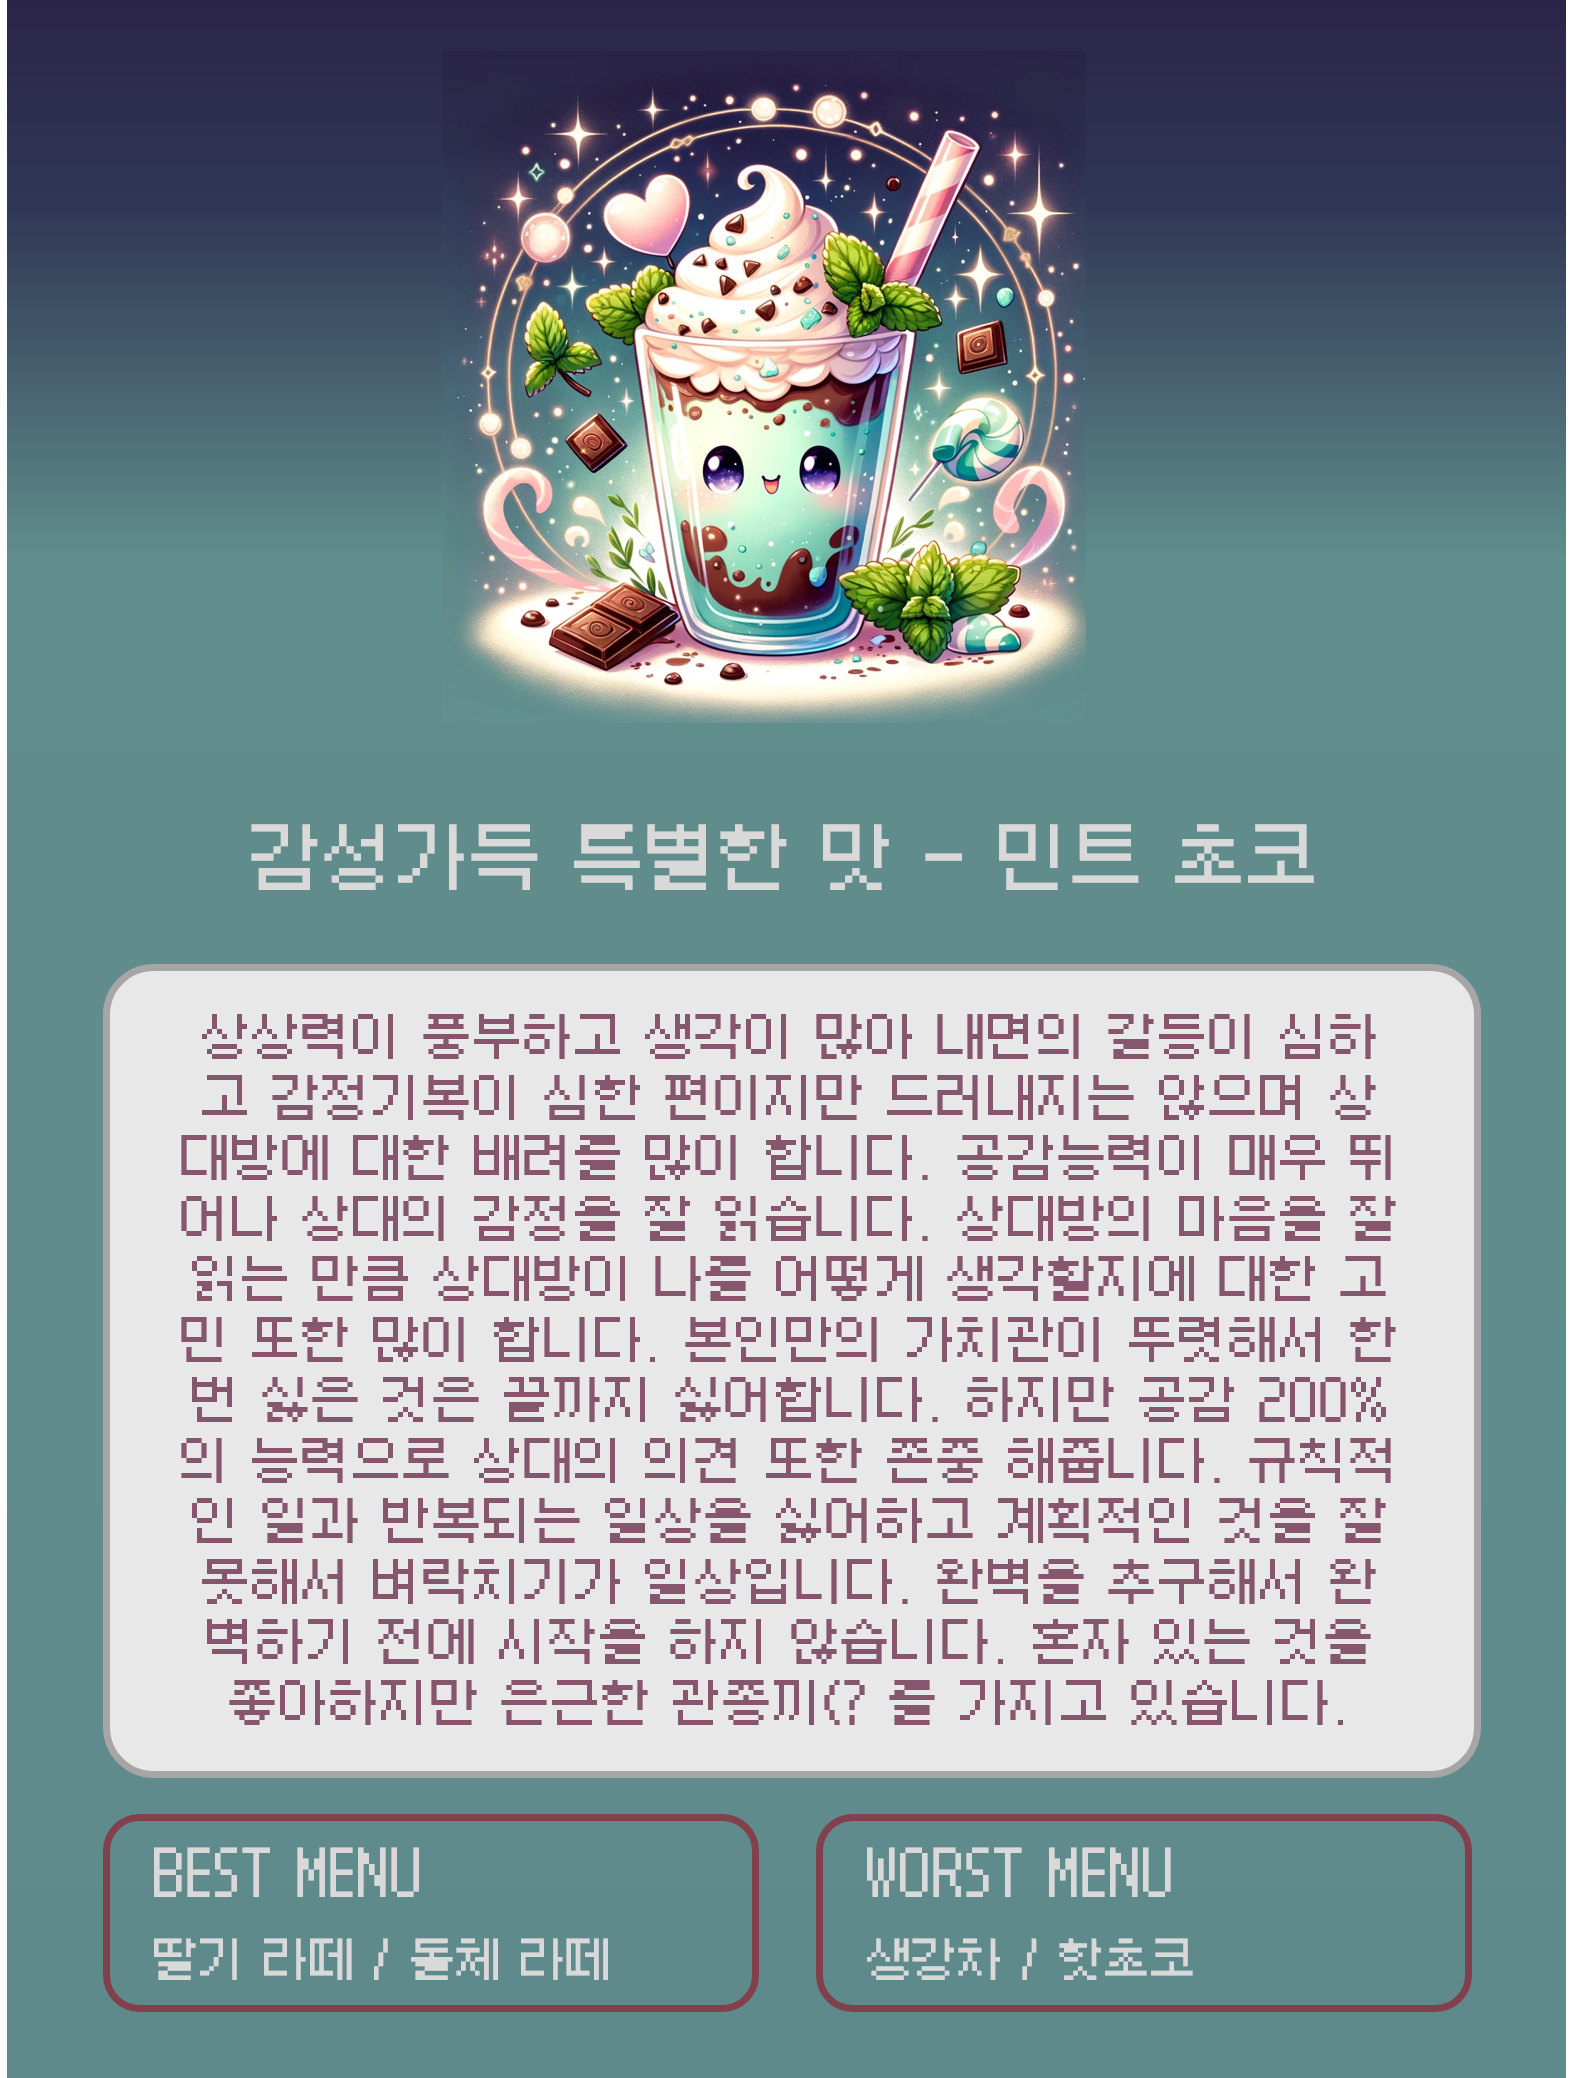 감성가득 특별한 맛 - 민트 초코
상상력이 풍부하고 생각이 많아 내면의 갈등이 심하
고 감정기복이 심한 편이지만 드러내지는 않으며 상
대방에 대한 배려를 많이 합니다. 공감능력이 매우 뛰
어나 상대의 감정을 잘 읽습니다. 상대방의 마음을 잘
읽는 만큼 상대방이 나를 어떻게 생각할지에 대한 고
민 또한 많이 합니다. 본인만의 가치관이 뚜렷해서 한
번 싫은 것은 끝까지 싫어합니다. 하지만 공감 200%
의 능력으로 상대의 의견 또한 존중 해줍니다. 규칙적
인 일과 반복되는 일상을 싫어하고 계획적인 것을 잘
못해서 벼락치기가 일상입니다. 완벽을 추구해서 완
벽하기 전에 시작을 하지 않습니다. 혼자 있는 것을
좋아하지만 은근한 관종끼(? 를 가지고 있습니다.
BEST MENU
딸기 라떼 / 돌체 라떼
WORST MENU
생강차 / 핫초코